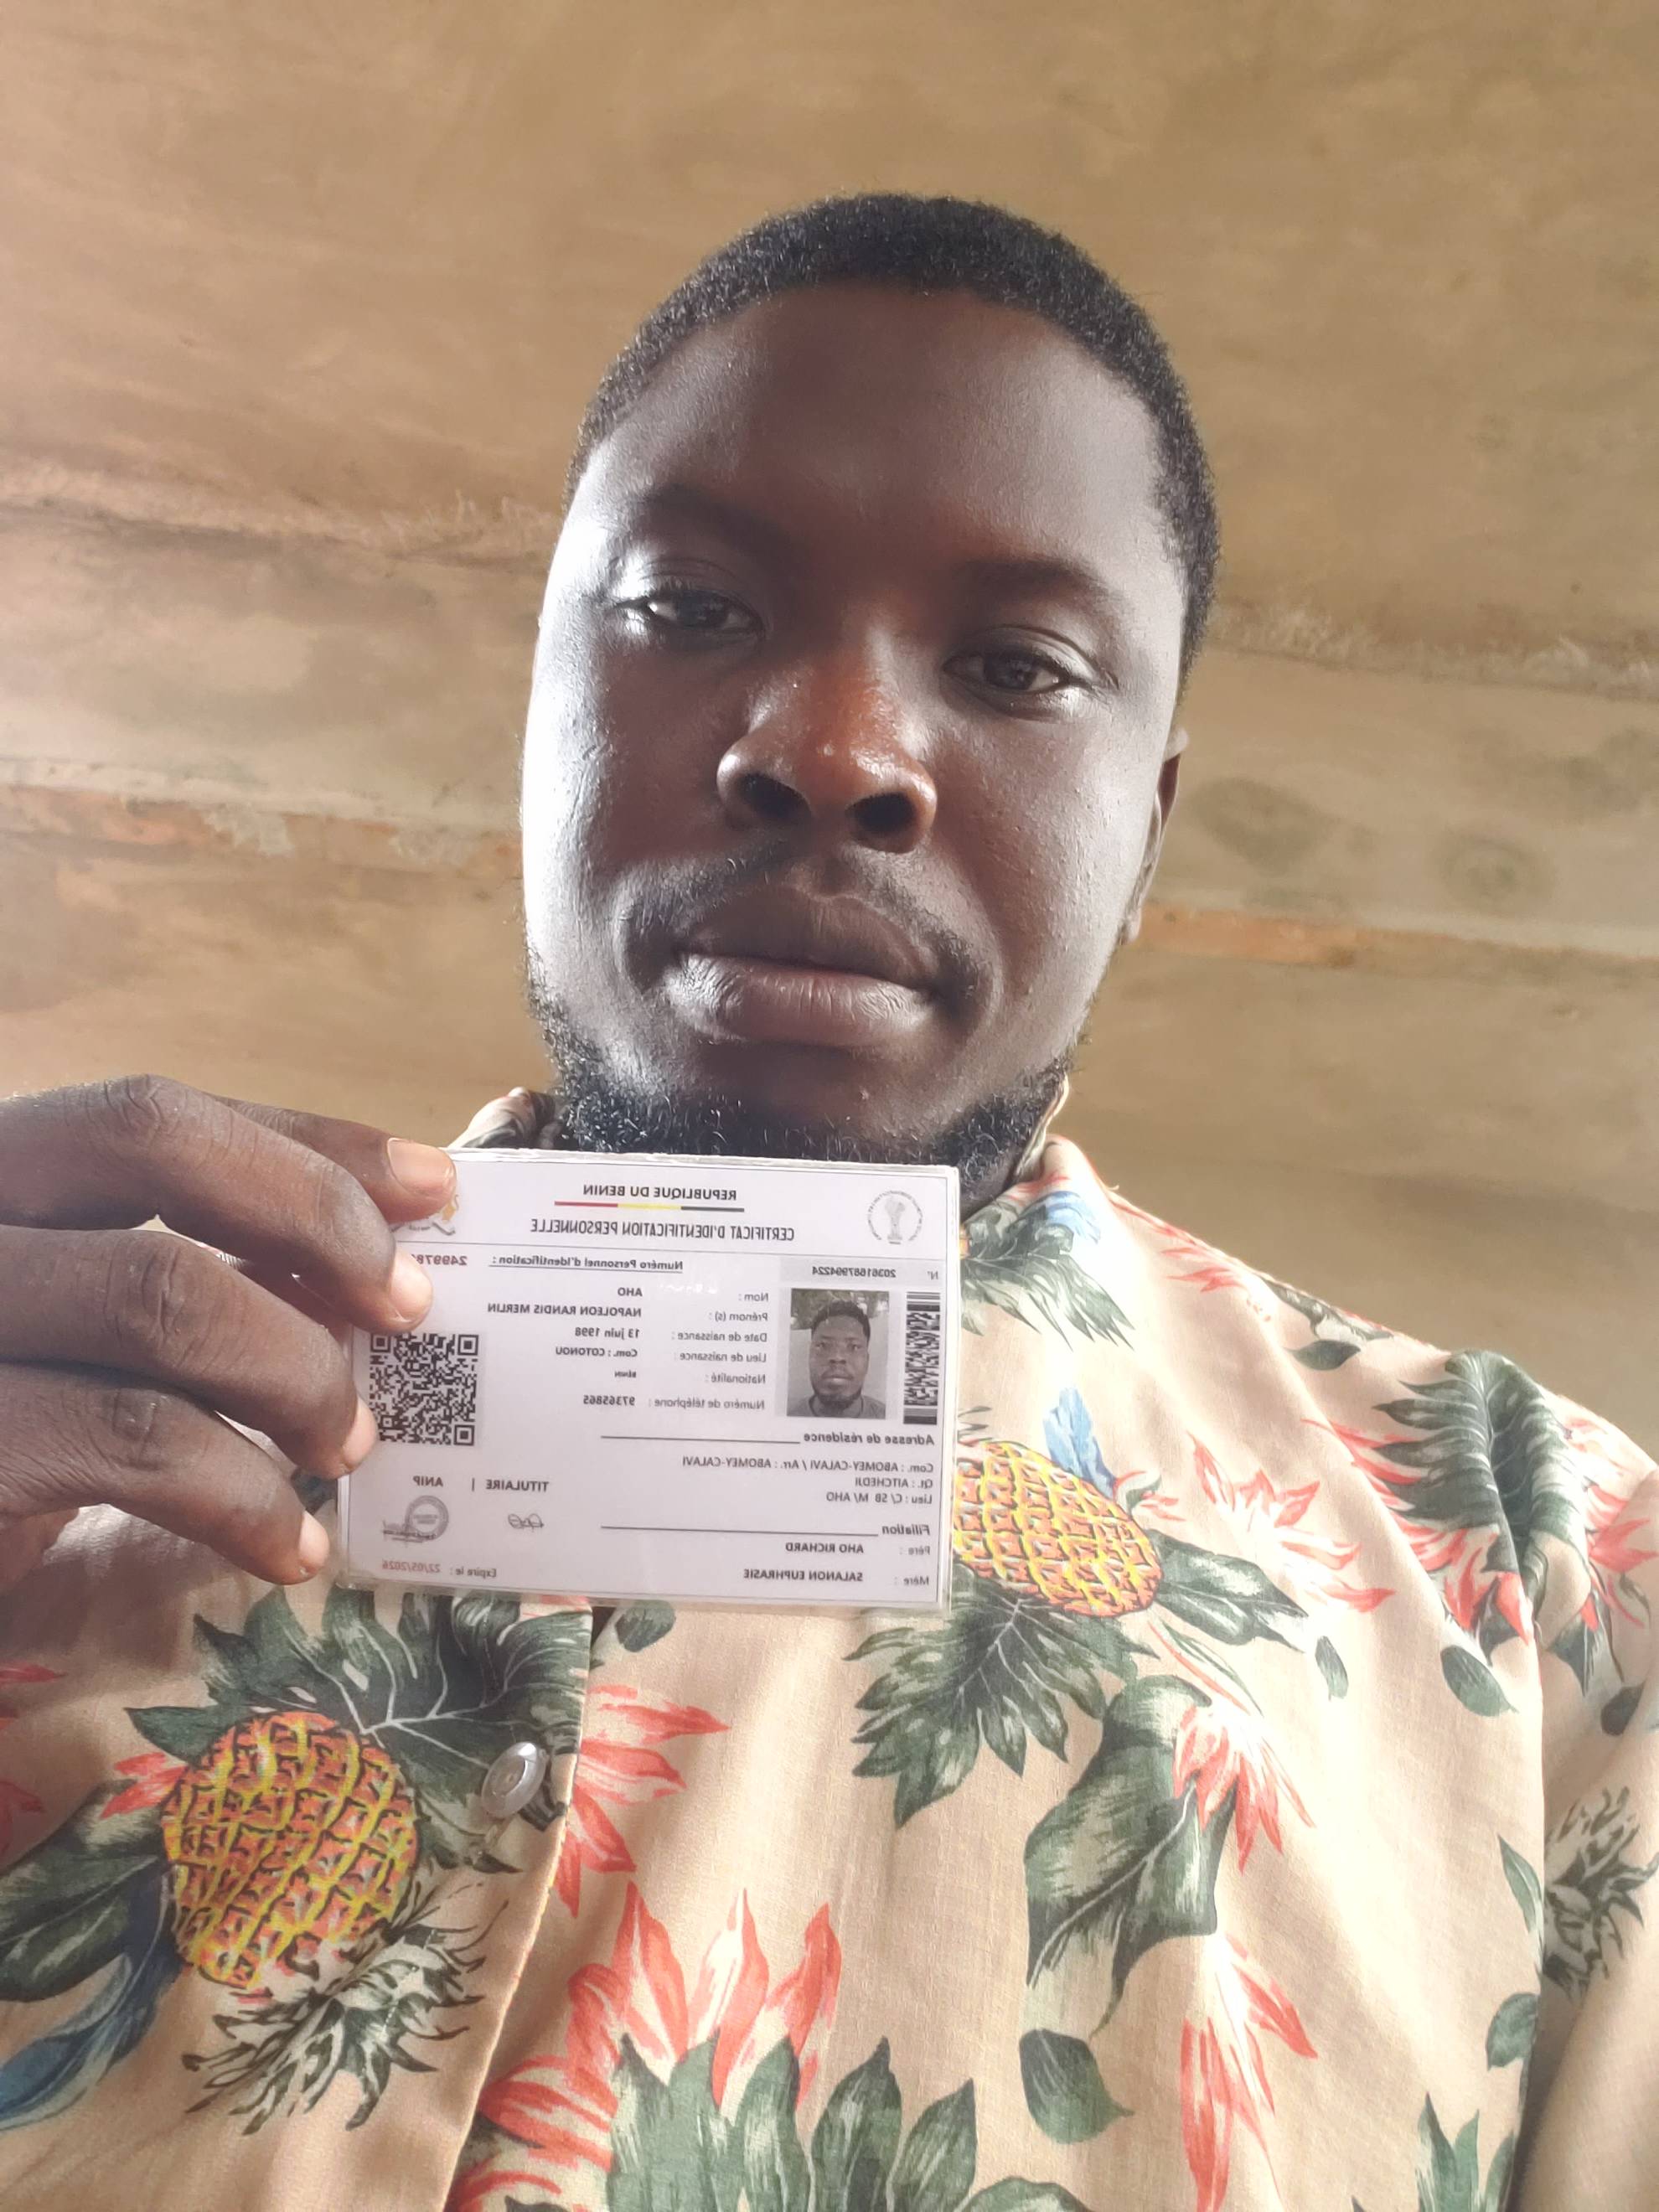 REPUBLIQUE DU BENIN
CERTIFICAT D'IDENTIFICATION PERSONNELLE
N° 20361687994224
Numéro Personnel d'Identification :
Nom : AHO
Prénom (s) : NAPOLEON RANDIS MERLIN
Date de naissance : 13 juin 1998
Lieu de naissance : Com. : COTONOU
Nationalité : BÉNIN
Numéro de téléphone : 97365865
Adresse de résidence
Com. : ABOMEY-CALAVI / Arr. : ABOMEY-CALAVI
Qt. : AITCHEDJI
Lieu : C/ SB M/ AHO
TITULAIRE | ANIP
Filiation
Père : AHO RICHARD
Mère : SALANON EUPHRASIE
Expire le : 22/05/2026